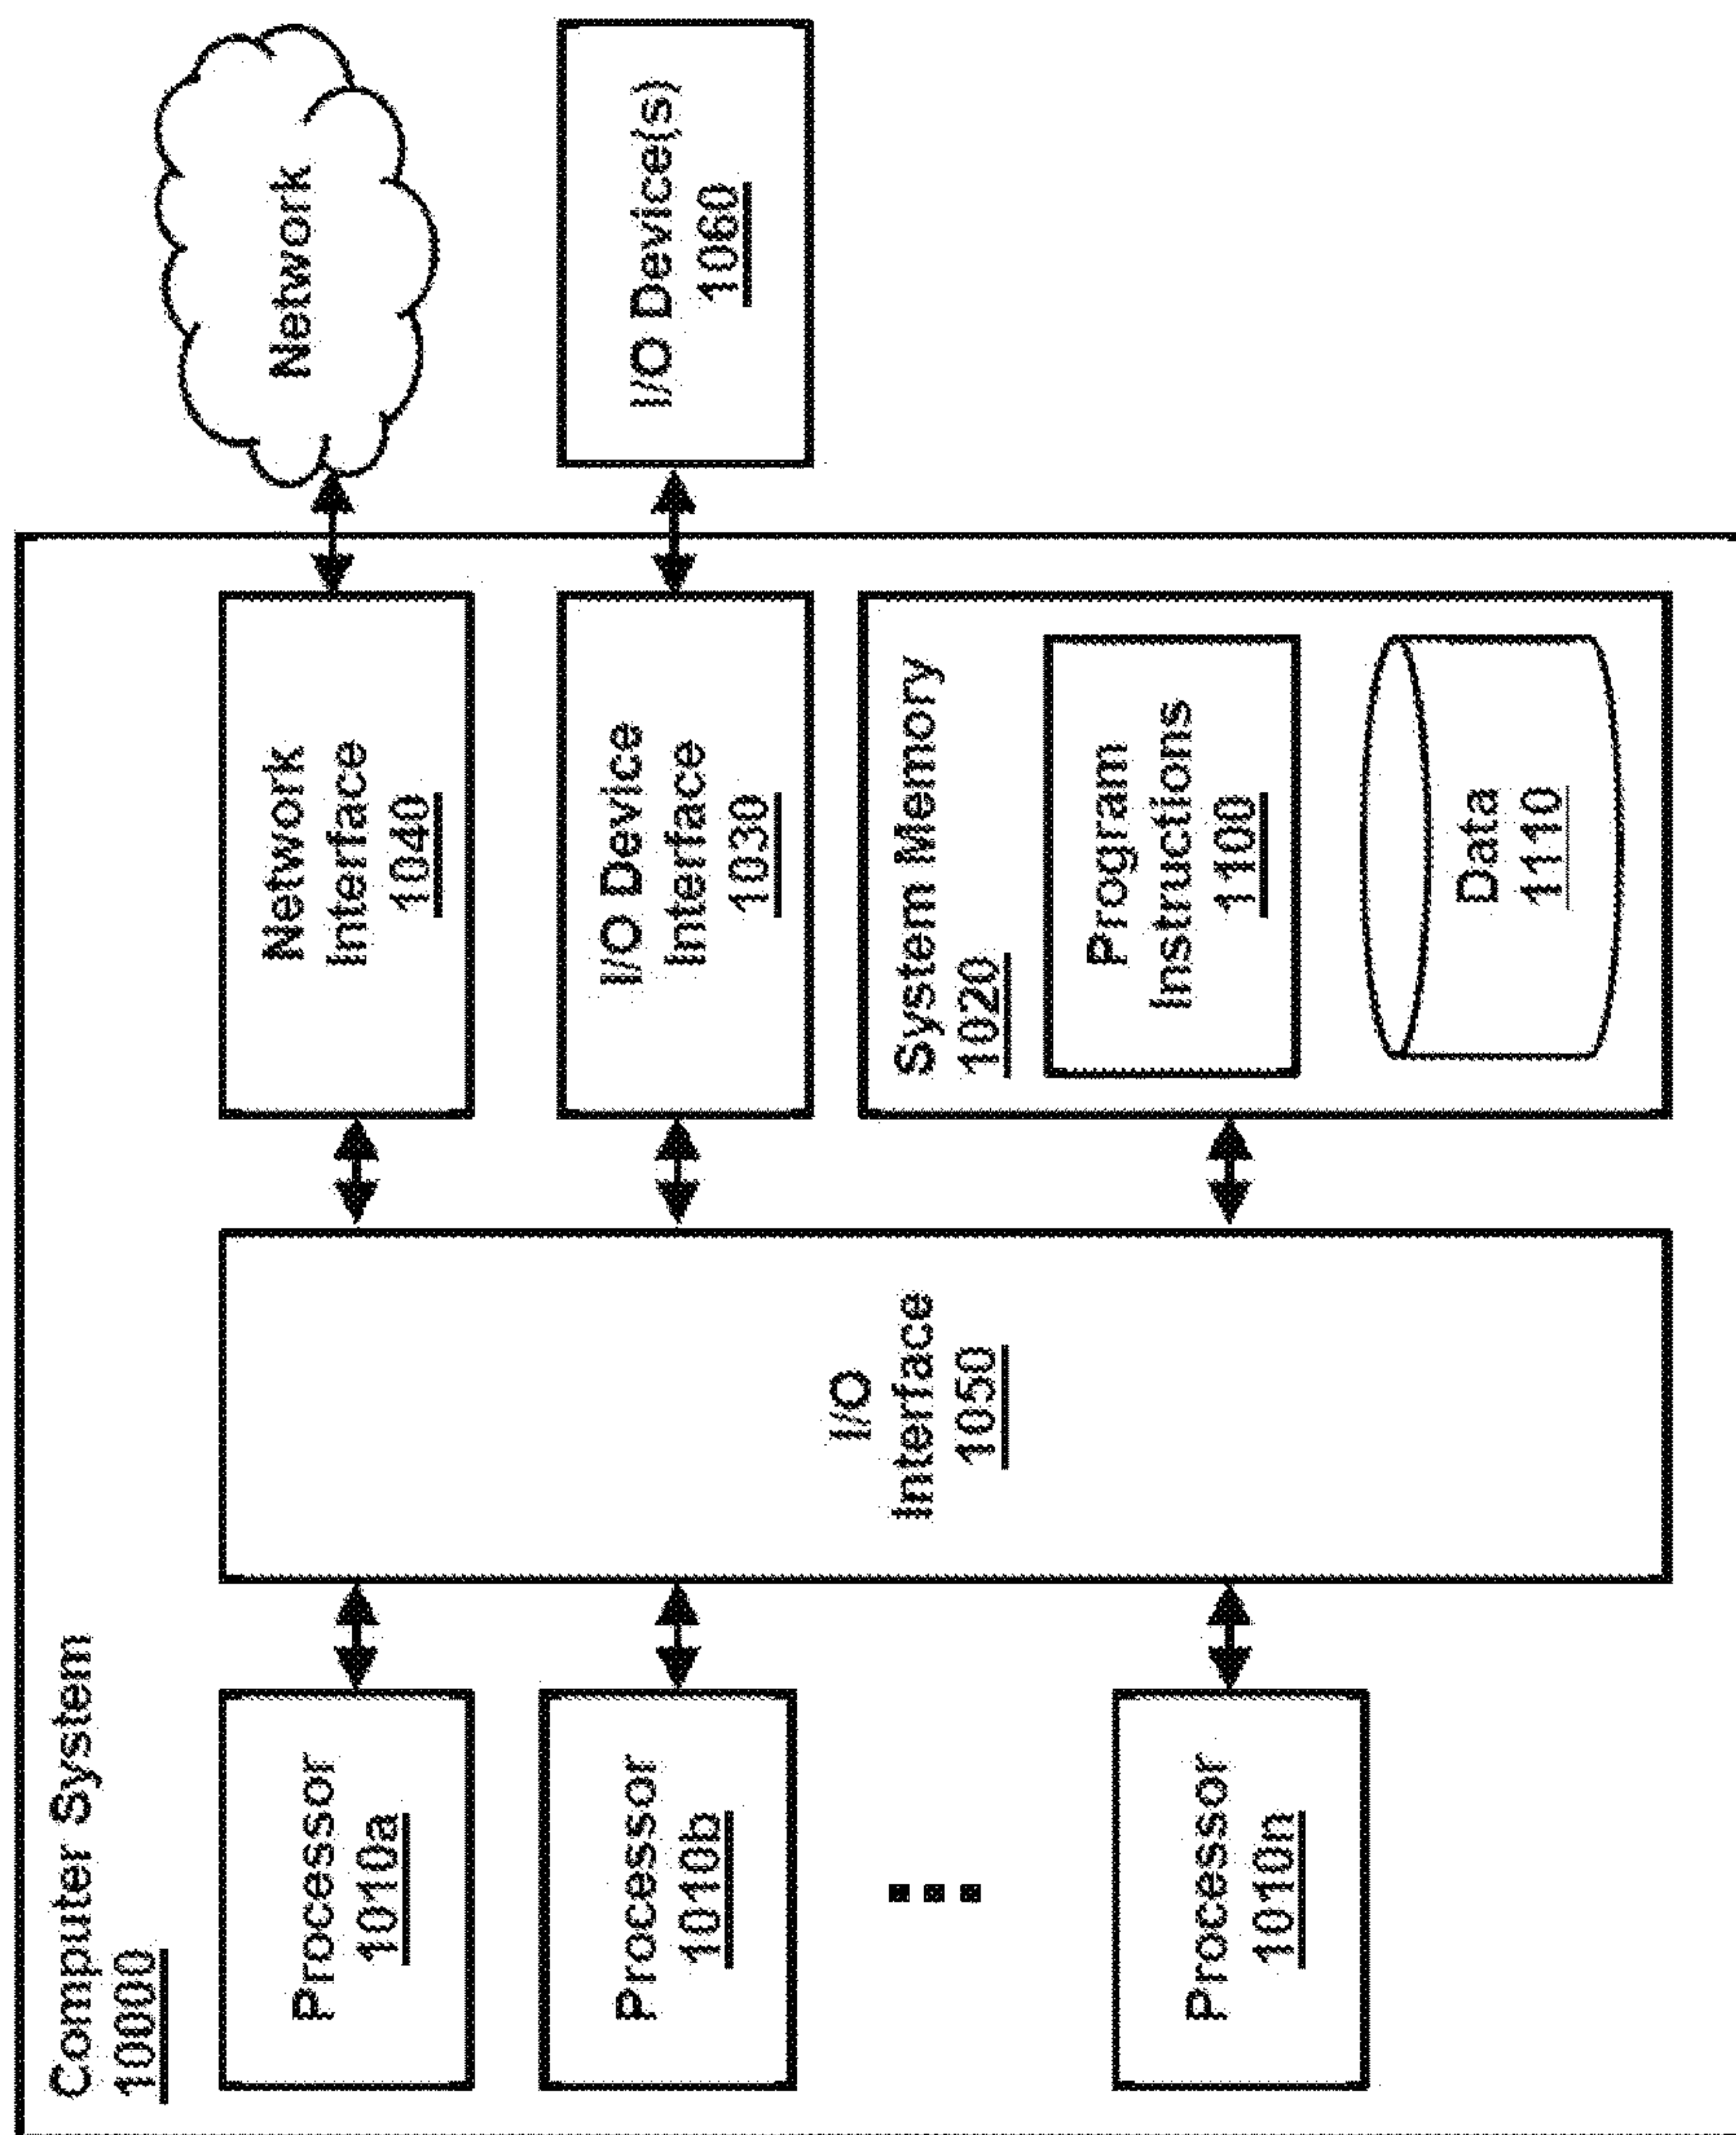 Computer System
10000
Processor
1010a
Processor
1010b
Processor
1010n
I/O
Interface
1050
Network
Interface
1040
I/O Device
Interface
1030
System Memory
1020
Program
Instructions
1100
Data
1110
Network
I/O Device(s)
1060